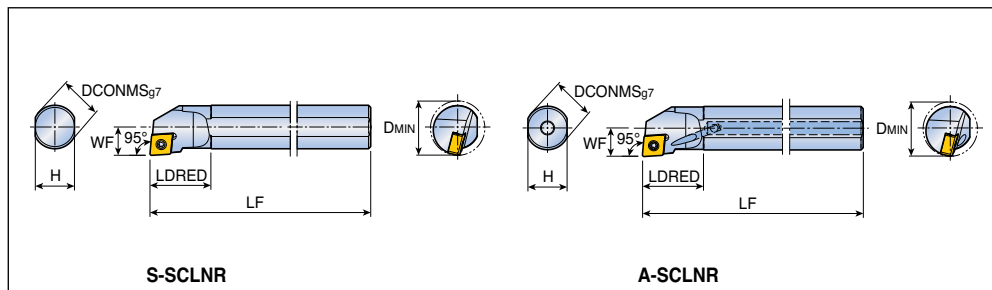 DCONMSg7
WF
95°
H
LDRED
LF
DMIN
S-SCLNR
DCONMSg7
WF
95°
H
LDRED
LF
DMIN
A-SCLNR